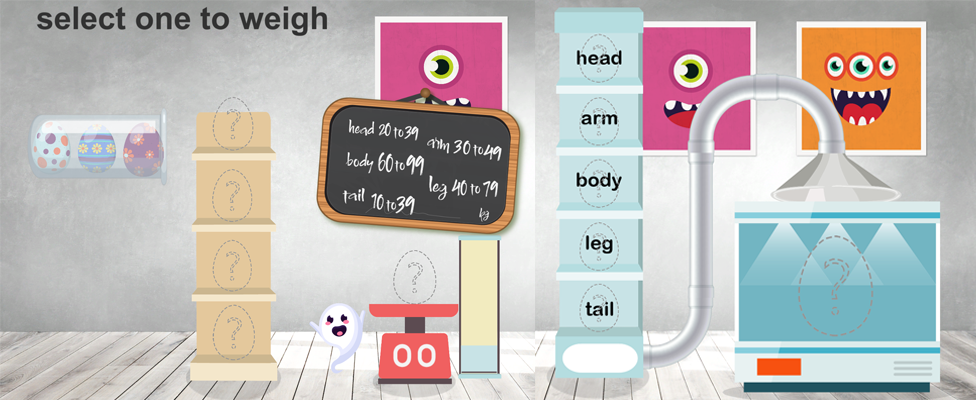 select one to weigh
head 20 to 39
arm 30 to 49
body 60 to 99
leg 40 to 79
tail 10 to 39
kg
00
head
arm
body
leg
tail
?
?
?
?
?
?